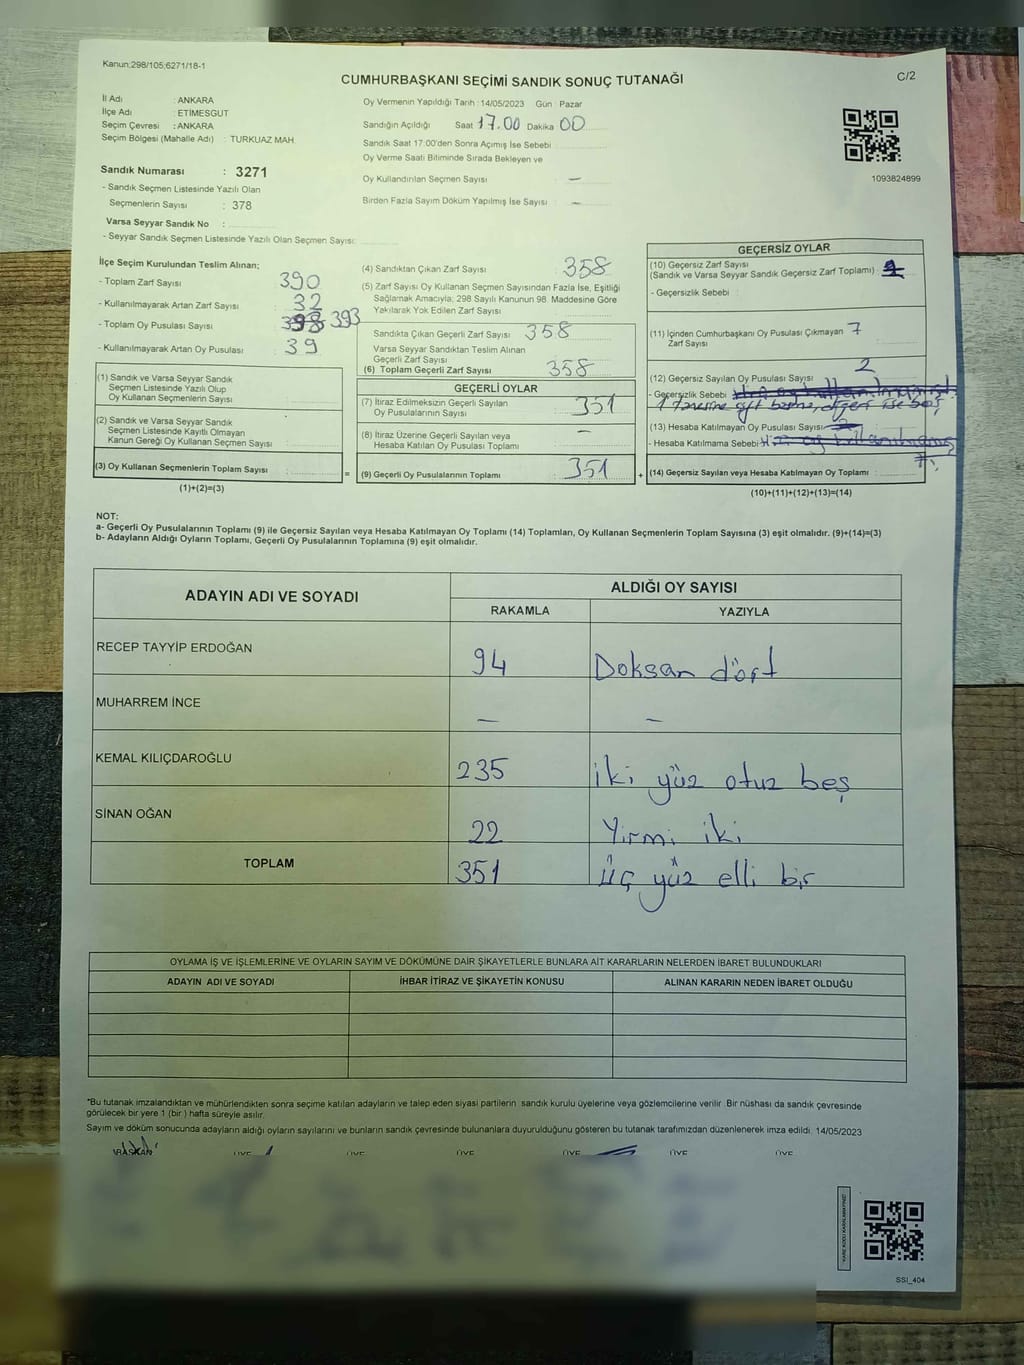 Kanun;298/105;6271/18-1
CUMHURBAŞKANI SEÇİMİ SANDIK SONUÇ TUTANAĞI
C/2
İl Adı : ANKARA
İlçe Adı : ETİMESGUT
Seçim Çevresi : ANKARA
Seçim Bölgesi (Mahalle Adı) : TURKUAZ MAH.
Sandık Numarası : 3271
- Sandık Seçmen Listesinde Yazılı Olan
Seçmenlerin Sayısı : 378
Varsa Seyyar Sandık No :
- Seyyar Sandık Seçmen Listesinde Yazılı Olan Seçmen Sayısı:
Oy Vermenin Yapıldığı Tarih : 14/05/2023 Gün : Pazar
Sandığın Açıldığı Saat 17.00 Dakika 00
Sandık Saat 17:00'den Sonra Açımış İse Sebebi
Oy Verme Saati Bitiminde Sırada Bekleyen ve
Oy Kullandırılan Seçmen Sayısı : —
Birden Fazla Sayım Döküm Yapılmış İse Sayısı : —
1093824899
İlçe Seçim Kurulundan Teslim Alınan;
- Toplam Zarf Sayısı : 390
- Kullanılmayarak Artan Zarf Sayısı : 32
- Toplam Oy Pusulası Sayısı : 393
- Kullanılmayarak Artan Oy Pusulası : 39
(1) Sandık ve Varsa Seyyar Sandık
Seçmen Listesinde Yazılı Olup
Oy Kullanan Seçmenlerin Sayısı :
(2) Sandık ve Varsa Seyyar Sandık
Seçmen Listesinde Kayıtlı Olmayan
Kanun Gereği Oy Kullanan Seçmen Sayısı :
(3) Oy Kullanan Seçmenlerin Toplam Sayısı :
(1)+(2)=(3)
(4) Sandıktan Çıkan Zarf Sayısı : 358
(5) Zarf Sayısı Oy Kullanan Seçmen Sayısından Fazla İse, Eşitliği
Sağlamak Amacıyla; 298 Sayılı Kanunun 98. Maddesine Göre
Yakılarak Yok Edilen Zarf Sayısı :
Sandıkta Çıkan Geçerli Zarf Sayısı : 358
Varsa Seyyar Sandıktan Teslim Alınan
Geçerli Zarf Sayısı
(6) Toplam Geçerli Zarf Sayısı : 358
GEÇERLİ OYLAR
(7) İtiraz Edilmeksizin Geçerli Sayılan
Oy Pusulalarının Sayısı : 351
(8) İtiraz Üzerine Geçerli Sayılan veya
Hesaba Katılan Oy Pusulası Sayısı : —
= (9) Geçerli Oy Pusulalarının Toplamı : 351 +
GEÇERSİZ OYLAR
(10) Geçersiz Zarf Sayısı
(Sandık ve Varsa Seyyar Sandık Geçersiz Zarf Toplamı) :
- Geçersizlik Sebebi :
(11) İçinden Cumhurbaşkanı Oy Pusulası Çıkmayan 7
Zarf Sayısı :
(12) Geçersiz Sayılan Oy Pusulası Sayısı : 2
- Geçersizlik Sebebi
(13) Hesaba Katılmayan Oy Pusulası Sayısı:
- Hesaba Katılmama Sebebi
(14) Geçersiz Sayılan veya Hesaba Katılmayan Oy Toplamı :
(10)+(11)+(12)+(13)=(14)
NOT:
a- Geçerli Oy Pusulalarının Toplamı (9) ile Geçersiz Sayılan veya Hesaba Katılmayan Oy Toplamı (14) Toplamları, Oy Kullanan Seçmenlerin Toplam Sayısına (3) eşit olmalıdır. (9)+(14)=(3)
b- Adayların Aldığı Oyların Toplamı, Geçerli Oy Pusulalarının Toplamına (9) eşit olmalıdır.
ADAYIN ADI VE SOYADI
ALDIĞI OY SAYISI
RAKAMLA YAZIYLA
RECEP TAYYİP ERDOĞAN 94 Doksan dört
MUHARREM İNCE — —
KEMAL KILIÇDAROĞLU 235 iki yüz otuz beş
SİNAN OĞAN 22 Yirmi iki
TOPLAM 351 üç yüz elli bir
OYLAMA İŞ VE İŞLEMLERİNE VE OYLARIN SAYIM VE DÖKÜMÜNE DAİR ŞİKAYETLERLE BUNLARA AİT KARARLARIN NELERDEN İBARET BULUNDUKLARI
ADAYIN ADI VE SOYADI İHBAR İTİRAZ VE ŞİKAYETİN KONUSU ALINAN KARARIN NEDEN İBARET OLDUĞU
"Bu tutanak imzalandıktan ve mühürlendikten sonra seçime katılan adayların ve talep eden siyasi partilerin sandık kurulu üyelerine veya gözlemcilerine verilir. Bir nüshası da sandık çevresinde
görülecek bir yere 1 (bir ) hafta süreyle asılır.
Sayım ve döküm sonucunda adayların aldığı oyların sayılarını ve bunların sandık çevresinde bulunanlara duyurulduğunu gösteren bu tutanak tarafımızdan düzenlenerek imza edildi. 14/05/2023
BAŞKAN ÜYE ÜYE ÜYE ÜYE ÜYE ÜYE
SSI_404